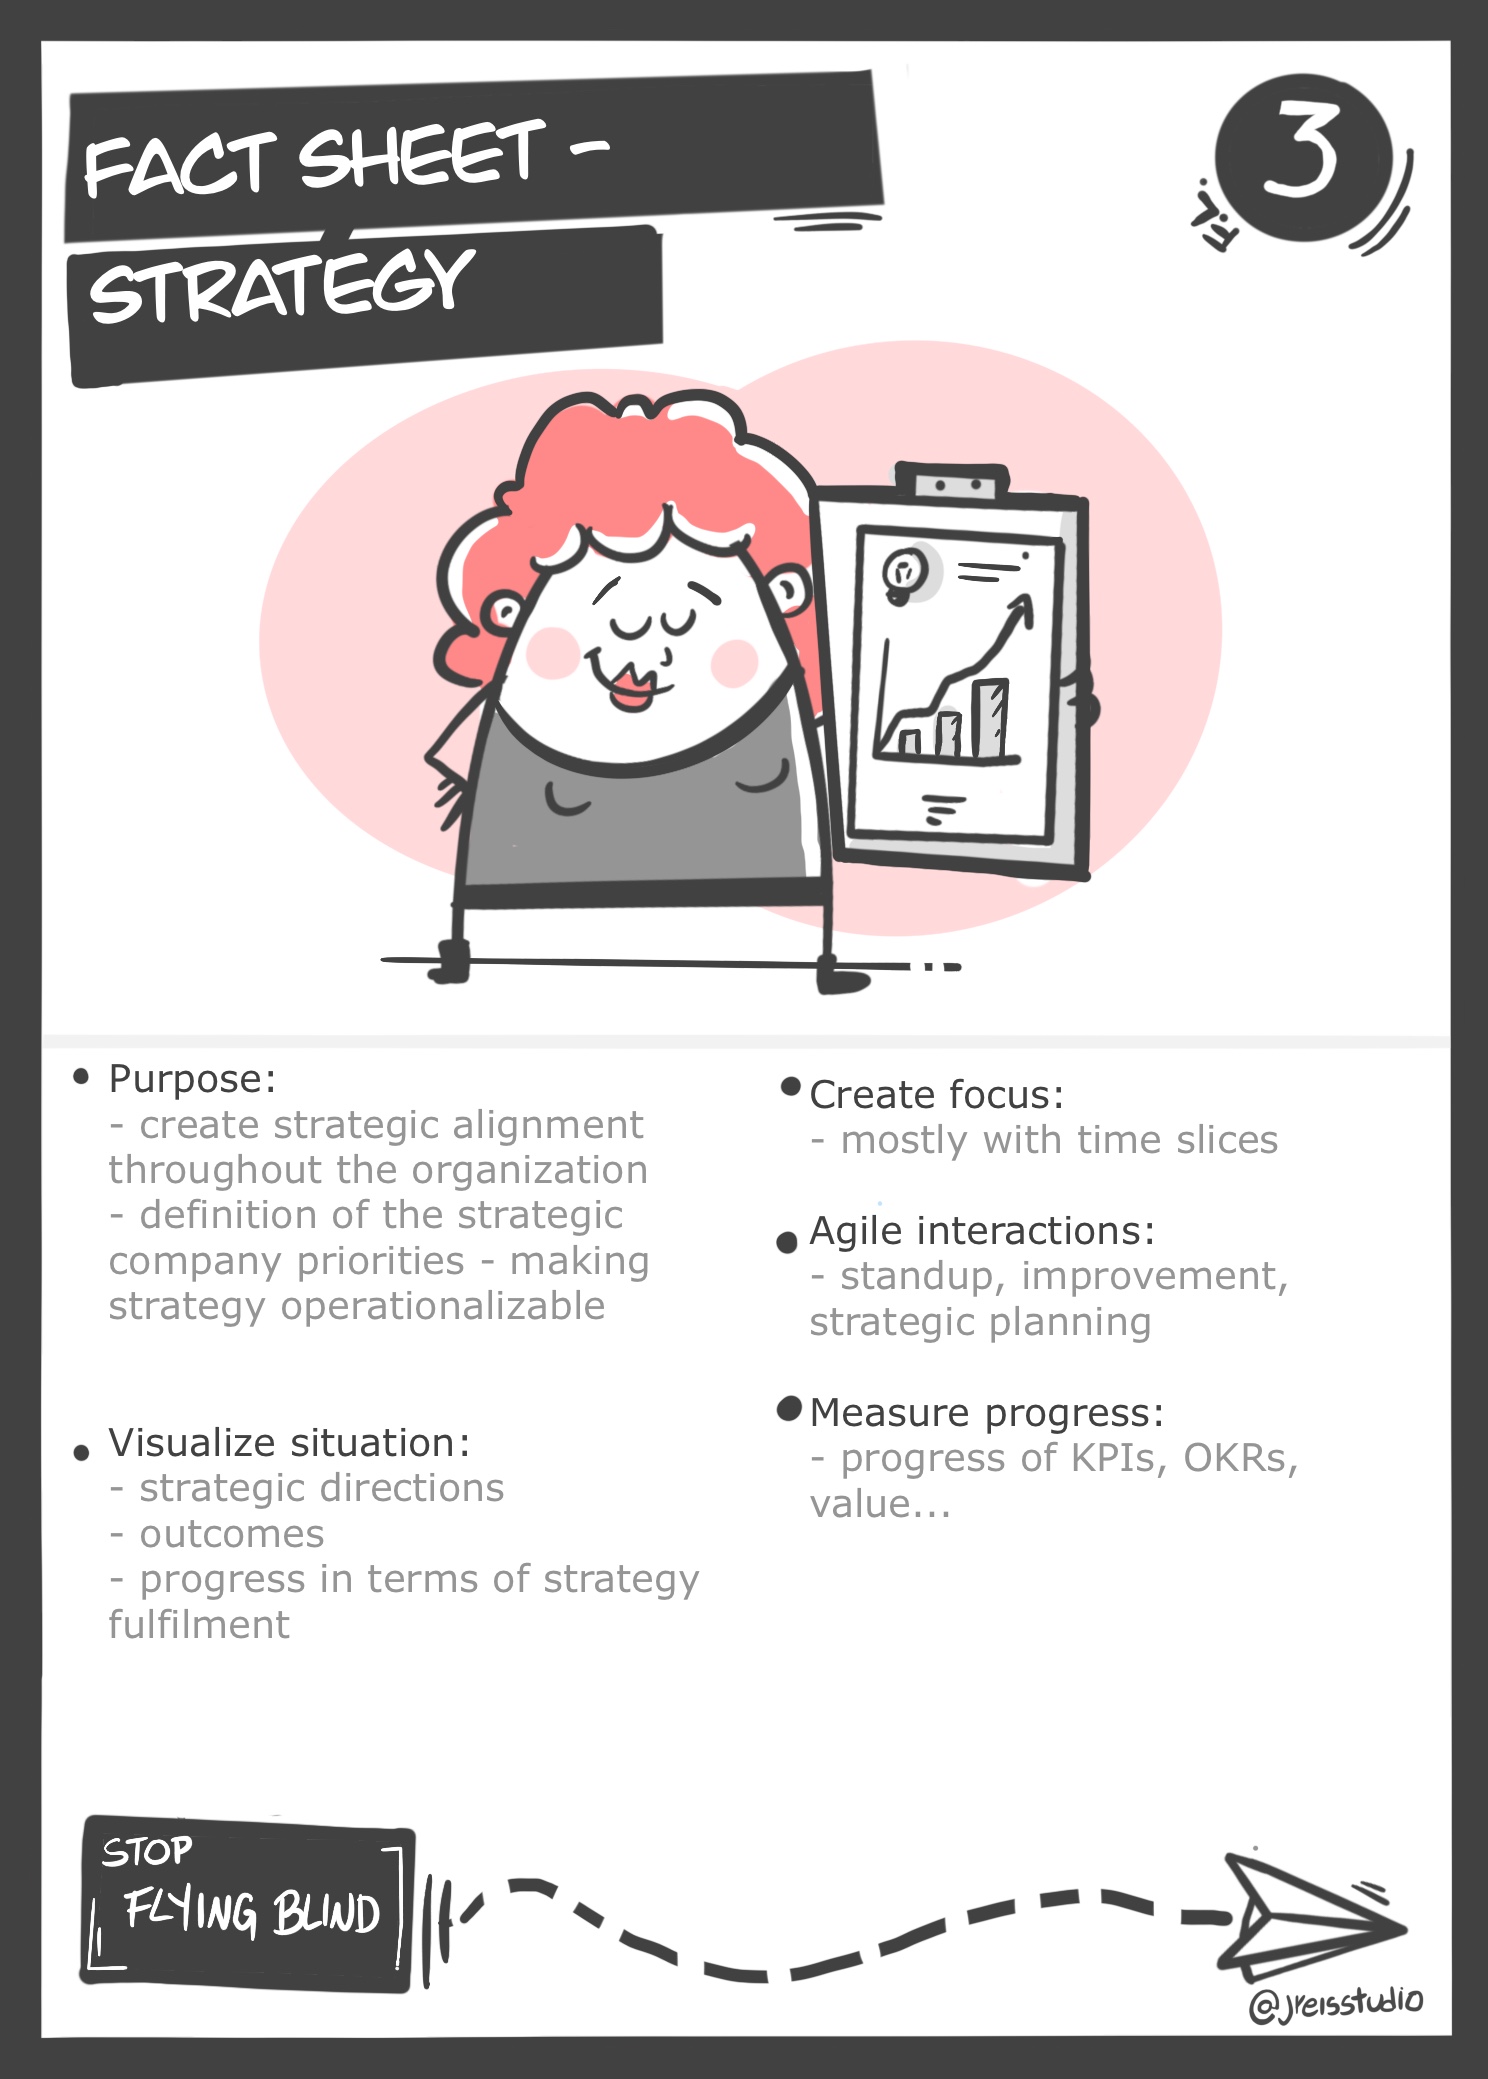 FACT SHEET -
STRATEGY
FL.
3
• Purpose:
- create strategic alignment
throughout the organization
- definition of the strategic
company priorities - making
strategy operationalizable
• Visualize situation:
- strategic directions
- outcomes
- progress in terms of strategy
fulfilment
• Create focus:
- mostly with time slices
• Agile interactions:
- standup, improvement,
strategic planning
• Measure progress:
- progress of KPIs, OKRs,
value...
STOP
FLYING BLIND
@jreisstudio